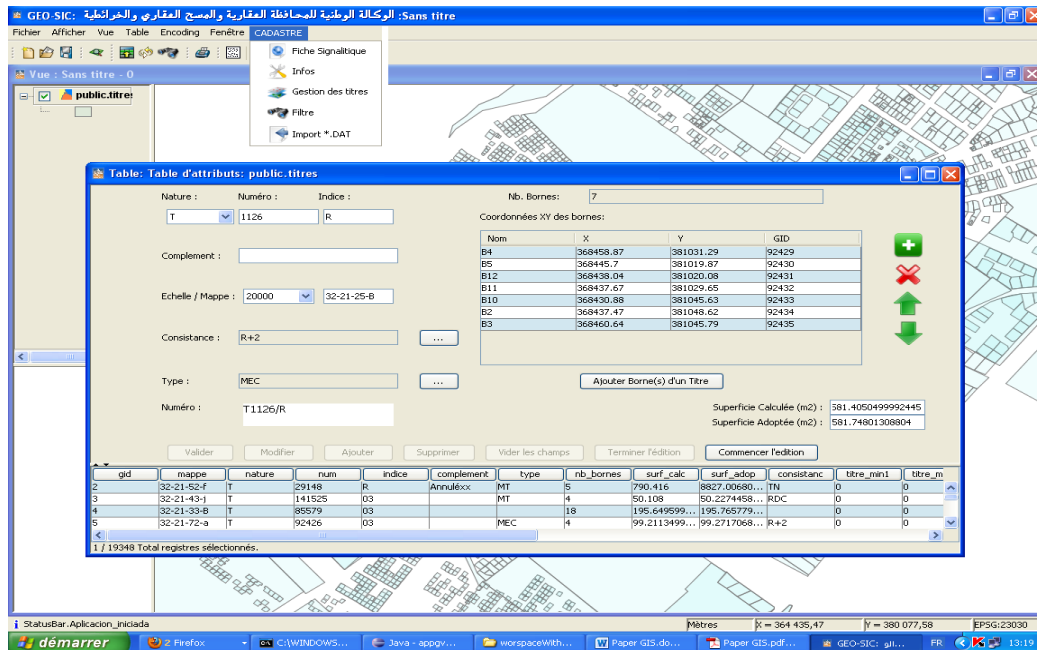 GEO-SIC: الوكالة الوطنية للمحافظة العقارية والمسح العقاري و الخرائطية :Sans titre
Fichier Afficher Vue Table Encoding Fenêtre CADASTRE
Fiche Signalitique
Infos
Gestion des titres
Filtre
Import *.DAT
Vue : Sans titre - 0
public.titres
Table: Table d'attributs: public.titres
Nature : Numéro : Indice : Nb. Bornes: 7
T 1126 R
Coordonnées XY des bornes:
Nom X Y GID
B4 368458.87 381031.29 92429
B5 368445.7 381019.87 92430
B12 368438.04 381020.08 92431
B11 368437.67 381029.65 92432
B10 368430.88 381045.63 92433
B2 368437.47 381048.62 92434
B3 368460.64 381045.79 92435
Complement :
Echelle / Mappe : 20000 32-21-25-B
Consistance : R+2 ...
Type : MEC ...
Ajouter Borne(s) d'un Titre
Numéro : T1126/R
Superficie Calculée (m2) : 581.4050499992445
Superficie Adoptée (m2) : 581.74801308804
Valider Modifier Ajouter Supprimer Vider les champs Terminer l'édition Commencer l'edition
gid mappe nature num indice complement type nb_bornes surf_calc surf_adop consistanc titre_min1 titre_m
2 32-21-52-f T 29148 R Annuléxx MT 5 790.416 8827.00680... TN 0 0
3 32-21-43-j T 141525 03 MT 4 50.108 50.2274458... RDC 0 0
4 32-21-33-B T 85579 03 18 195.649599... 195.765779... 0 0
5 32-21-72-a T 92426 03 MEC 4 99.2113499... 99.2717068... R+2 0 0
1 / 19348 Total registres sélectionnés.
StatusBar.Aplicacion_iniciada Mètres X = 364 435,47 Y = 380 077,58 EPSG:23030
démarrer 2 Firefox C:\WINDOWS... Java - appgv... worspaceWith... Paper GIS.do... Paper GIS.pdf... GEO-SIC: الو... FR 13:19